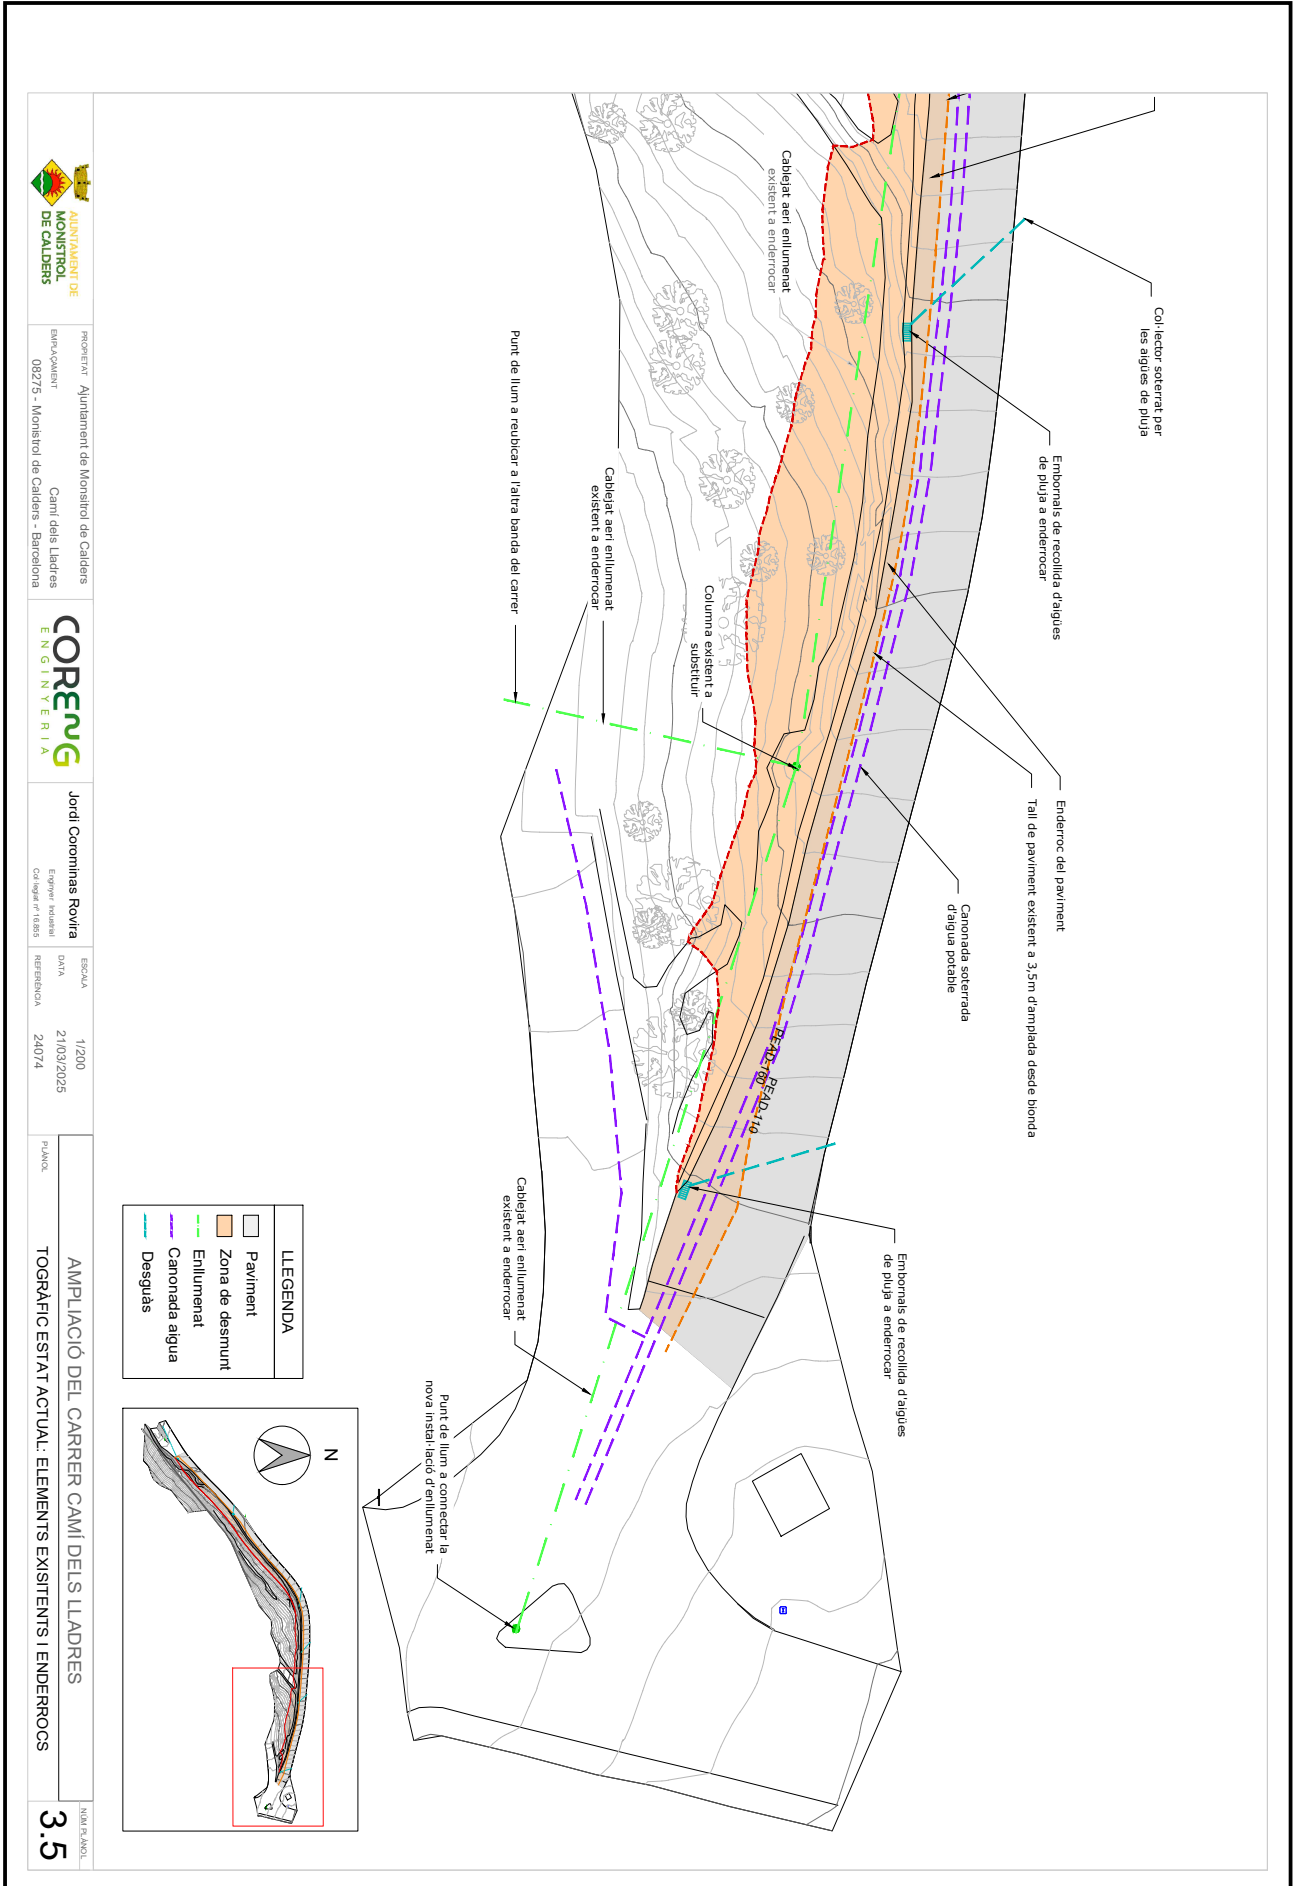 Col·lector soterrat per
les aigües de pluja
Embornals de recollida d'aigües
de pluja a enderrocar
Enderroc del paviment
Tall de paviment existent a 3,5m d'amplada desde bionda
Canonada soterrada
d'aigua potable
Cablejat aeri enllumenat
existent a enderrocar
Columna existent a
substituir
Cablejat aeri enllumenat
existent a enderrocar
Punt de llum a reubicar a l'altra banda del carrer
PEAD-160
PEAD-110
Embornals de recollida d'aigües
de pluja a enderrocar
Cablejat aeri enllumenat
existent a enderrocar
Punt de llum a connectar la
nova instal·lació d'enllumenat
LLEGENDA
Paviment
Zona de desmunt
Enllumenat
Canonada aigua
Desguàs
N
AJUNTAMENT DE
MONISTROL
DE CALDERS
PROPIETAT
Ajuntament de Monsitrol de Calders
EMPLAÇAMENT
Camí dels Lladres
08275 - Monistrol de Calders - Barcelona
CORENG
ENGINYERIA
Jordi Corominas Rovira
Enginyer Industrial
Col·legiat nº 16.855
ESCALA
1/200
DATA
21/03/2025
REFERÈNCIA
24074
PLÀNOL
AMPLIACIÓ DEL CARRER CAMÍ DELS LLADRES
TOGRÀFIC ESTAT ACTUAL: ELEMENTS EXISITENTS I ENDERROCS
NÚM PLÀNOL
3.5